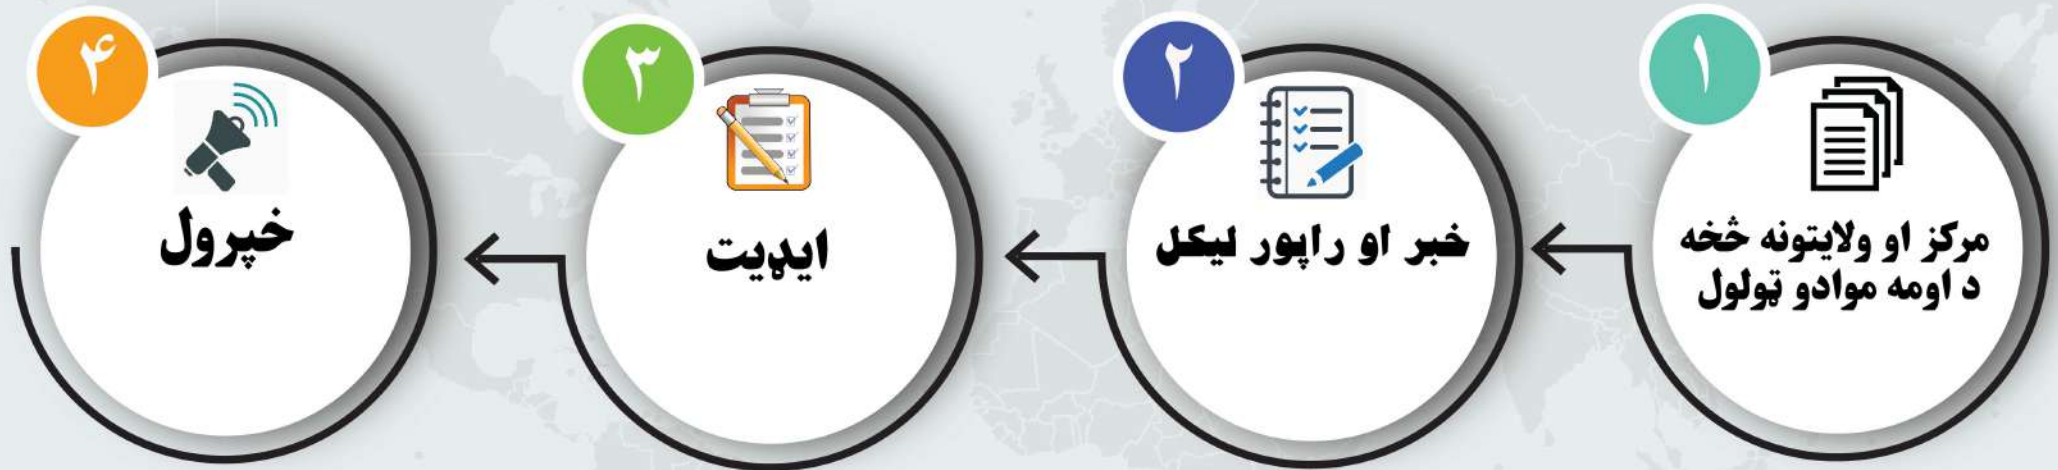 ۱
مرکز او ولایتونه څخه
د اومه موادو ټولول
۲
خبر او راپور لیکل
۳
ایډیټ
۴
خپرول